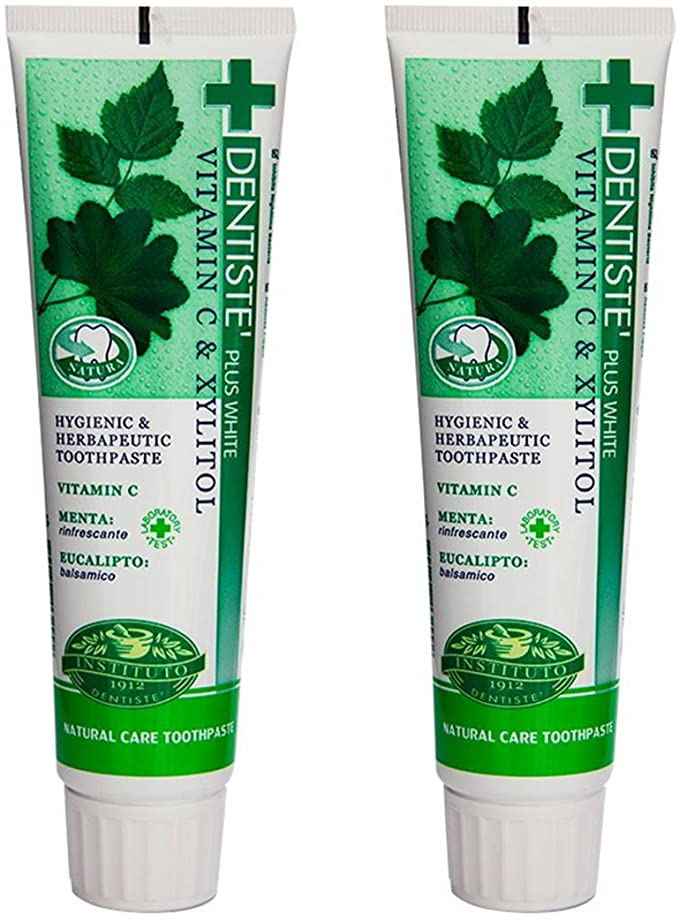 DENTISTE' PLUS WHITE
VITAMIN C & XYLITOL
NATURA
HYGIENIC &
HERBAPEUTIC
TOOTHPASTE
VITAMIN C
MENTA:
rinfrescante
LABORATORY
TEST
EUCALIPTO:
balsamico
INSTITUTO
1912
DENTISTE'
NATURAL CARE TOOTHPASTE
DENTISTE' PLUS WHITE
VITAMIN C & XYLITOL
NATURA
HYGIENIC &
HERBAPEUTIC
TOOTHPASTE
VITAMIN C
MENTA:
rinfrescante
LABORATORY
TEST
EUCALIPTO:
balsamico
INSTITUTO
1912
DENTISTE'
NATURAL CARE TOOTHPASTE